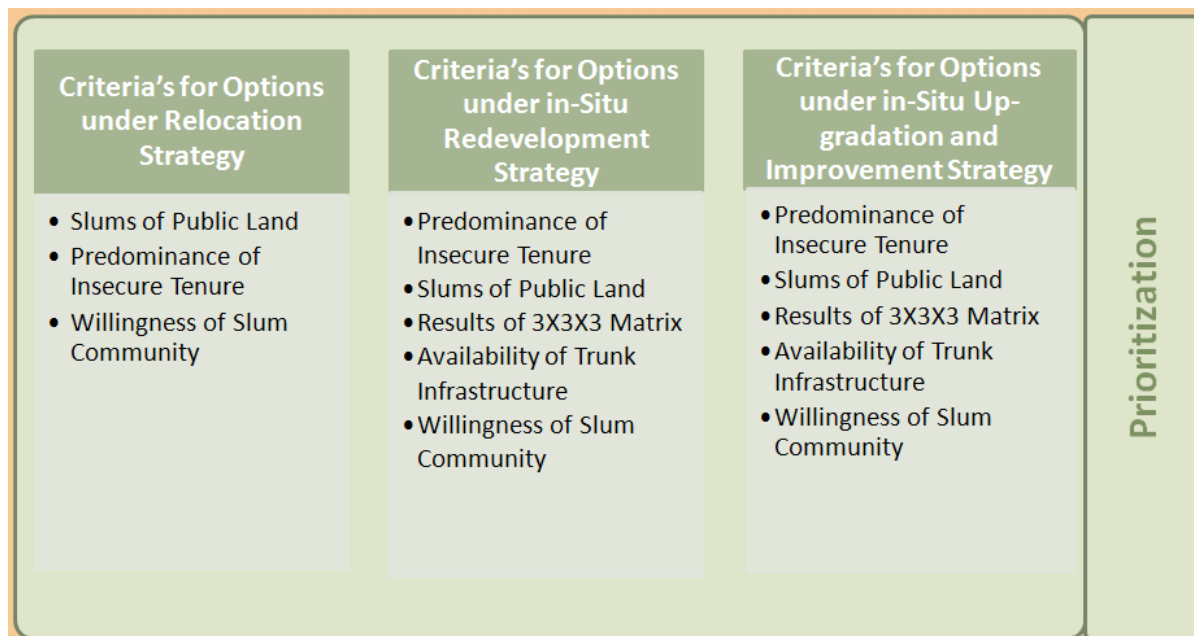 Criteria's for Options
under Relocation
Strategy
• Slums of Public Land
• Predominance of
Insecure Tenure
• Willingness of Slum
Community
Criteria's for Options
under in-Situ
Redevelopment
Strategy
•Predominance of
Insecure Tenure
•Slums of Public Land
•Results of 3X3X3 Matrix
•Availability of Trunk
Infrastructure
•Willingness of Slum
Community
Criteria's for Options
under in-Situ Up-
gradation and
Improvement Strategy
•Predominance of
Insecure Tenure
•Slums of Public Land
•Results of 3X3X3 Matrix
•Availability of Trunk
Infrastructure
•Willingness of Slum
Community
Prioritization